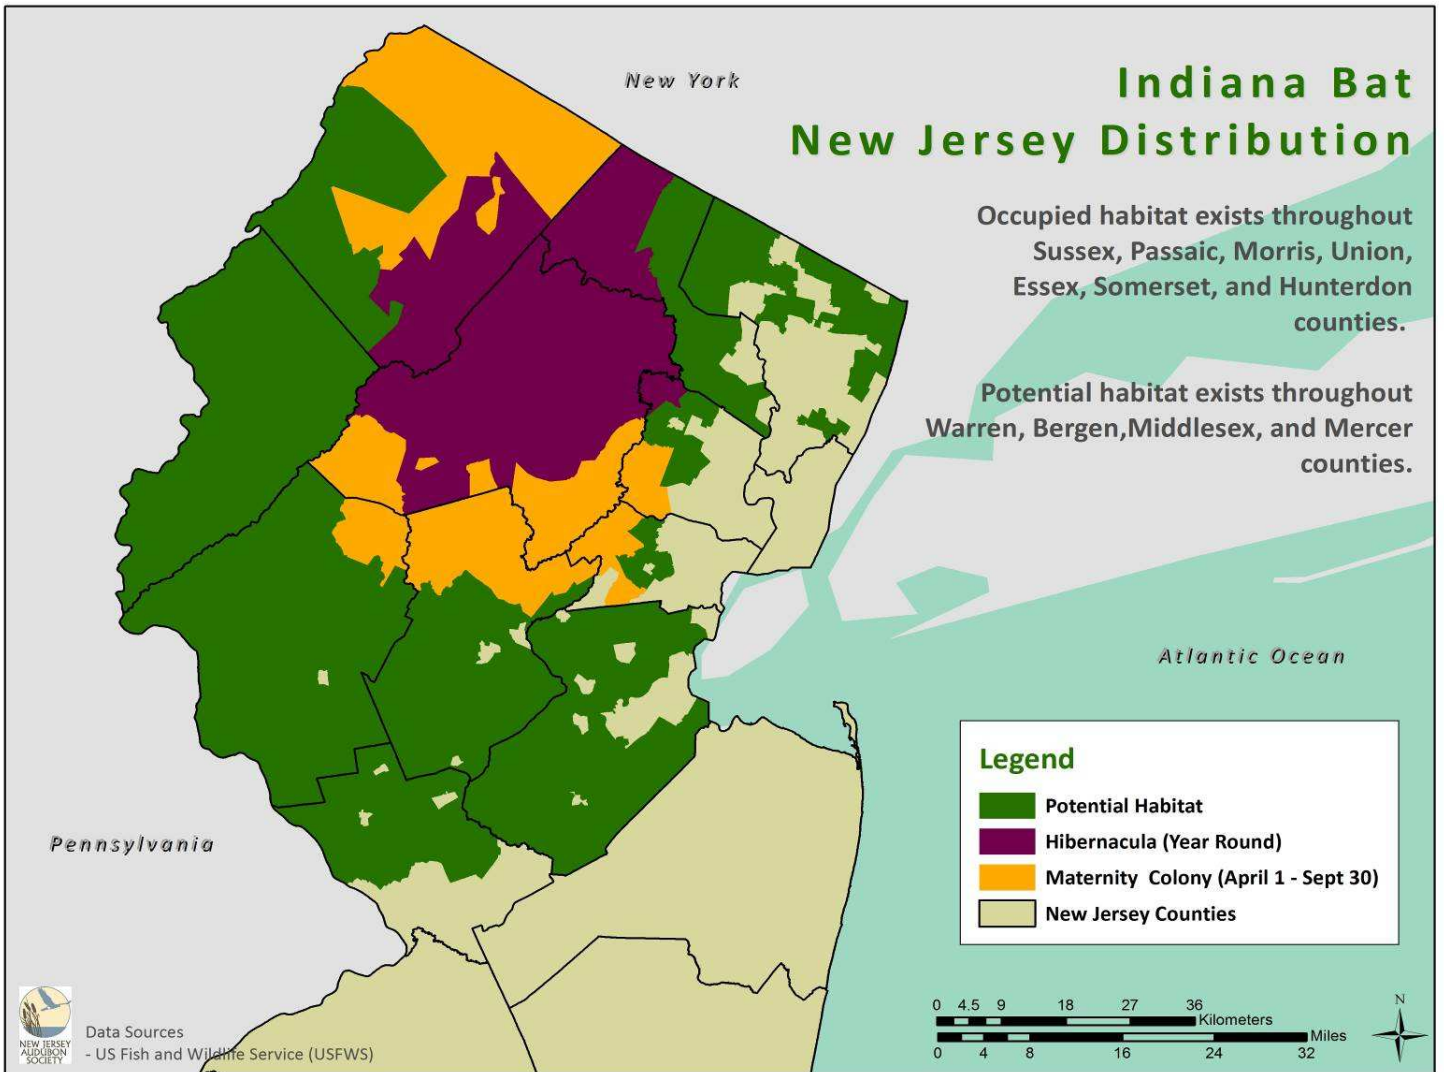 New York
Indiana Bat
New Jersey Distribution
Occupied habitat exists throughout
Sussex, Passaic, Morris, Union,
Essex, Somerset, and Hunterdon
counties.
Potential habitat exists throughout
Warren, Bergen,Middlesex, and Mercer
counties.
Atlantic Ocean
Pennsylvania
Legend
Potential Habitat
Hibernacula (Year Round)
Maternity Colony (April 1 - Sept 30)
New Jersey Counties
0 4.5 9 18 27 36
Kilometers
Miles
0 4 8 16 24 32
N
NEW JERSEY
AUDUBON
SOCIETY
Data Sources
- US Fish and Wildlife Service (USFWS)